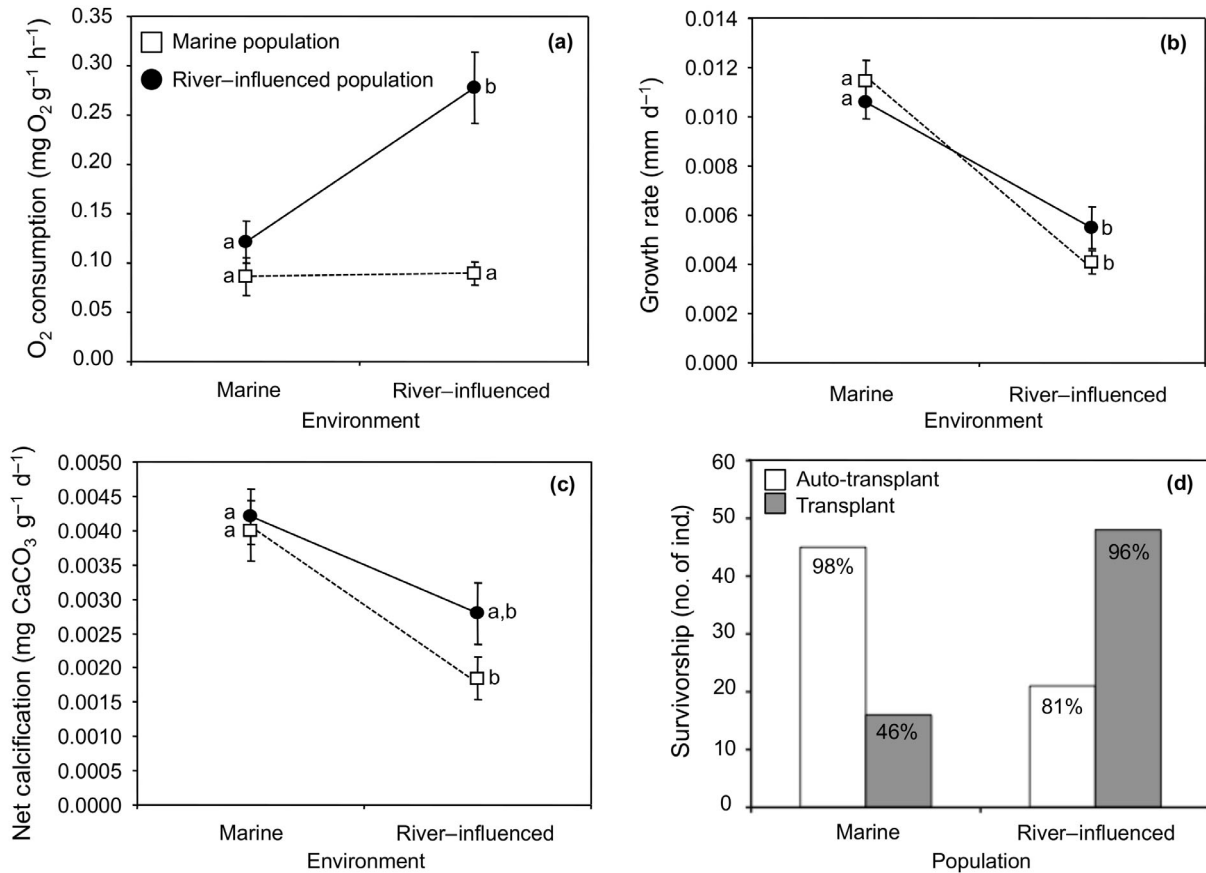 (a)
O₂ consumption (mg O₂ g⁻¹ h⁻¹)
0.35
0.30
0.25
0.20
0.15
0.10
0.05
0.00
Marine population
River–influenced population
a
b
a
a
Marine
River–influenced
Environment
(b)
Growth rate (mm d⁻¹)
0.014
0.012
0.010
0.008
0.006
0.004
0.002
0.000
a
a
b
b
Marine
River–influenced
Environment
(c)
Net calcification (mg CaCO₃ g⁻¹ d⁻¹)
0.0050
0.0045
0.0040
0.0035
0.0030
0.0025
0.0020
0.0015
0.0010
0.0005
0.0000
a
a
a,b
b
Marine
River–influenced
Environment
(d)
Survivorship (no. of ind.)
60
50
40
30
20
10
0
Auto-transplant
Transplant
98%
46%
81%
96%
Marine
River–influenced
Population